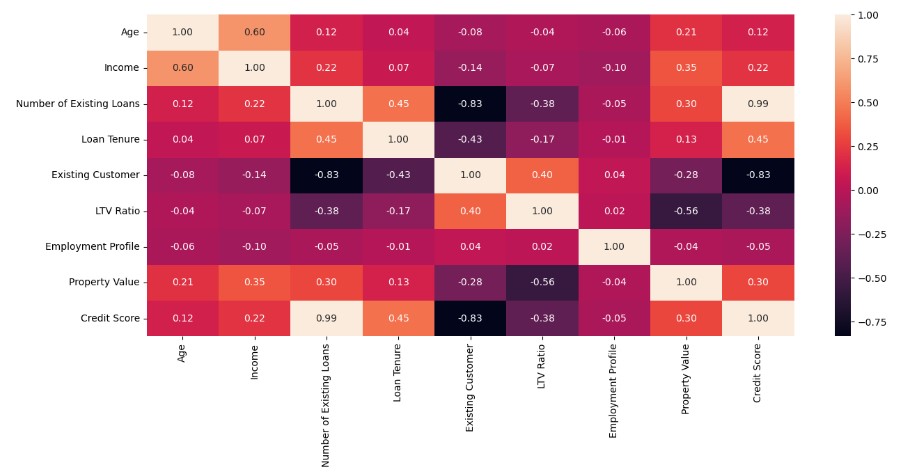 Age 1.00 0.60 0.12 0.04 -0.08 -0.04 -0.06 0.21 0.12
Income 0.60 1.00 0.22 0.07 -0.14 -0.07 -0.10 0.35 0.22
Number of Existing Loans 0.12 0.22 1.00 0.45 -0.83 -0.38 -0.05 0.30 0.99
Loan Tenure 0.04 0.07 0.45 1.00 -0.43 -0.17 -0.01 0.13 0.45
Existing Customer -0.08 -0.14 -0.83 -0.43 1.00 0.40 0.04 -0.28 -0.83
LTV Ratio -0.04 -0.07 -0.38 -0.17 0.40 1.00 0.02 -0.56 -0.38
Employment Profile -0.06 -0.10 -0.05 -0.01 0.04 0.02 1.00 -0.04 -0.05
Property Value 0.21 0.35 0.30 0.13 -0.28 -0.56 -0.04 1.00 0.30
Credit Score 0.12 0.22 0.99 0.45 -0.83 -0.38 -0.05 0.30 1.00
Age
Income
Number of Existing Loans
Loan Tenure
Existing Customer
LTV Ratio
Employment Profile
Property Value
Credit Score
1.00
0.75
0.50
0.25
0.00
−0.25
−0.50
−0.75